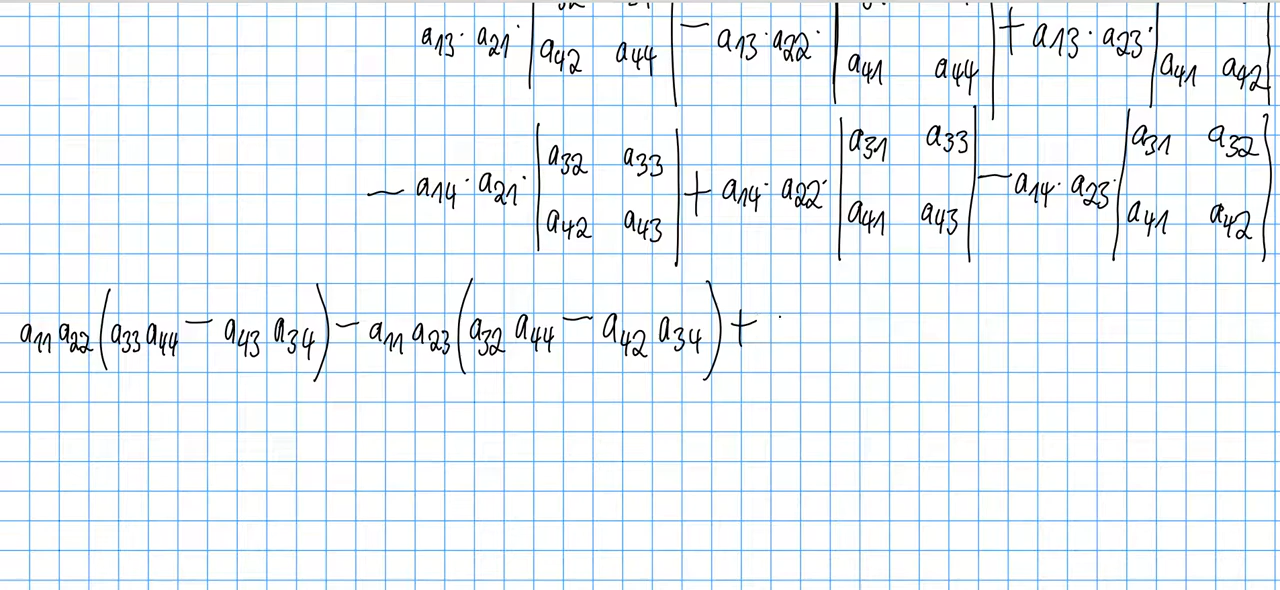 a13· a21· | a42 a44 | − a13·a22· | a41 a44 | + a13· a23· | a41 a42 |
− a14· a21· | a32 a33 | + a14· a22· | a31 a33 | − a14· a23· | a31 a32 |
| a42 a43 | | a41 a43 | | a41 a42 |
a11 a22 (a33 a44 − a43 a34) − a11 a23 (a32 a44 − a42 a34) + ·